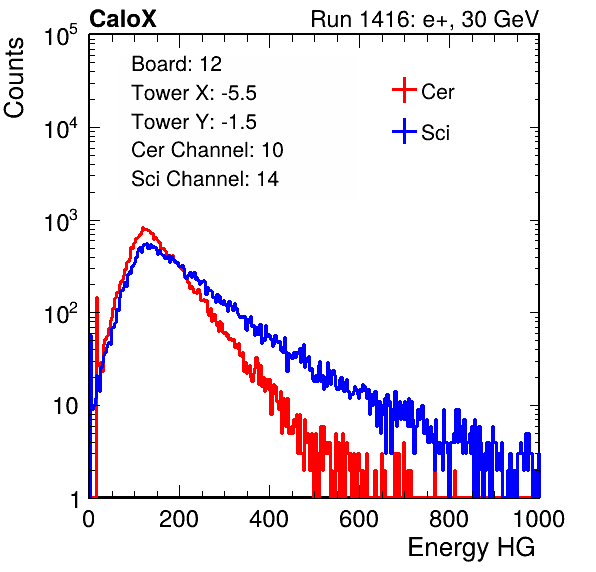 CaloX Run 1416: e+, 30 GeV
Counts
Board: 12
Tower X: -5.5
Tower Y: -1.5
Cer Channel: 10
Sci Channel: 14
Cer
Sci
10^5
10^4
10^3
10^2
10
1
0 200 400 600 800 1000
Energy HG